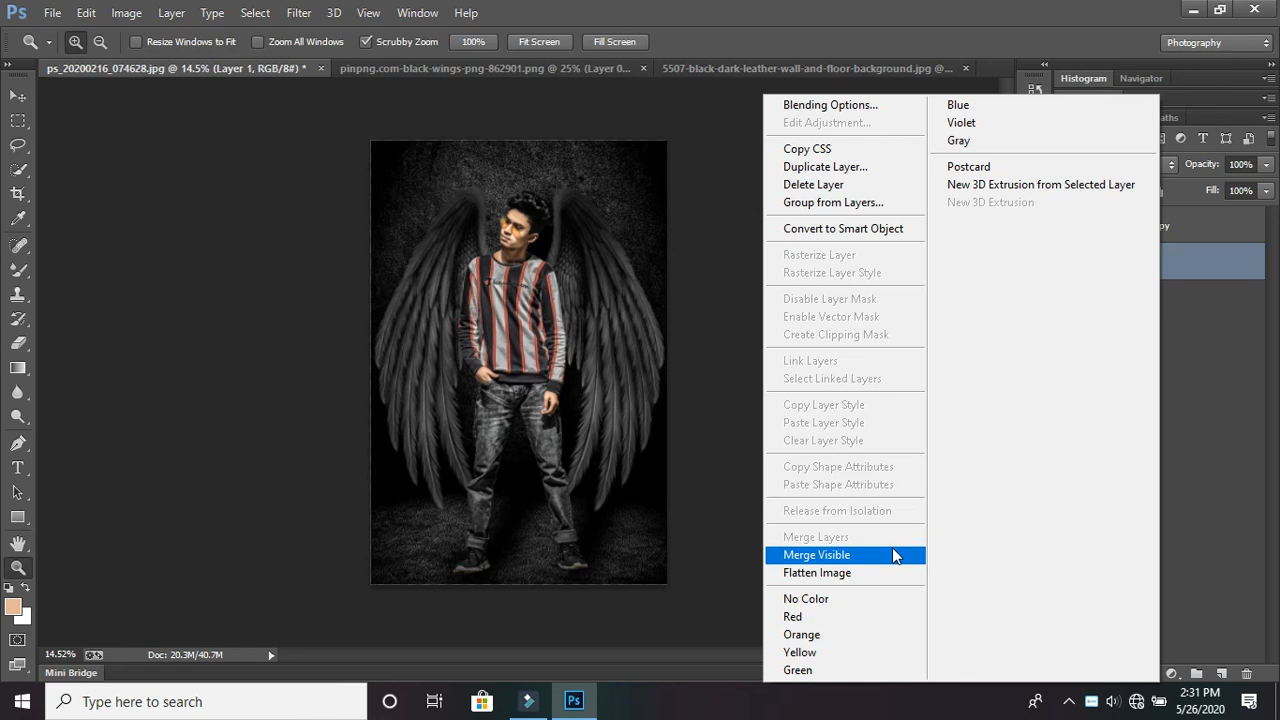 Ps File Edit Image Layer Type Select Filter 3D View Window Help
Resize Windows to Fit Zoom All Windows Scrubby Zoom 100% Fit Screen Fill Screen Photography
ps_20200216_074628.jpg @ 14.5% (Layer 1, RGB/8#) * × pinpng.com-black-wings-png-862901.png @ 25% (Layer 0... × 5507-black-dark-leather-wall-and-floor-background.jpg @... ×
Histogram Navigator
aths
Opacity: 100%
Fill: 100%
py
Blending Options...
Edit Adjustment...
Copy CSS
Duplicate Layer...
Delete Layer
Group from Layers...
Convert to Smart Object
Rasterize Layer
Rasterize Layer Style
Disable Layer Mask
Enable Vector Mask
Create Clipping Mask
Link Layers
Select Linked Layers
Copy Layer Style
Paste Layer Style
Clear Layer Style
Copy Shape Attributes
Paste Shape Attributes
Release from Isolation
Merge Layers
Merge Visible
Flatten Image
No Color
Red
Orange
Yellow
Green
Blue
Violet
Gray
Postcard
New 3D Extrusion from Selected Layer
New 3D Extrusion
14.52% Doc: 20.3M/40.7M
Mini Bridge
Type here to search
Ps
2:31 PM
5/26/2020